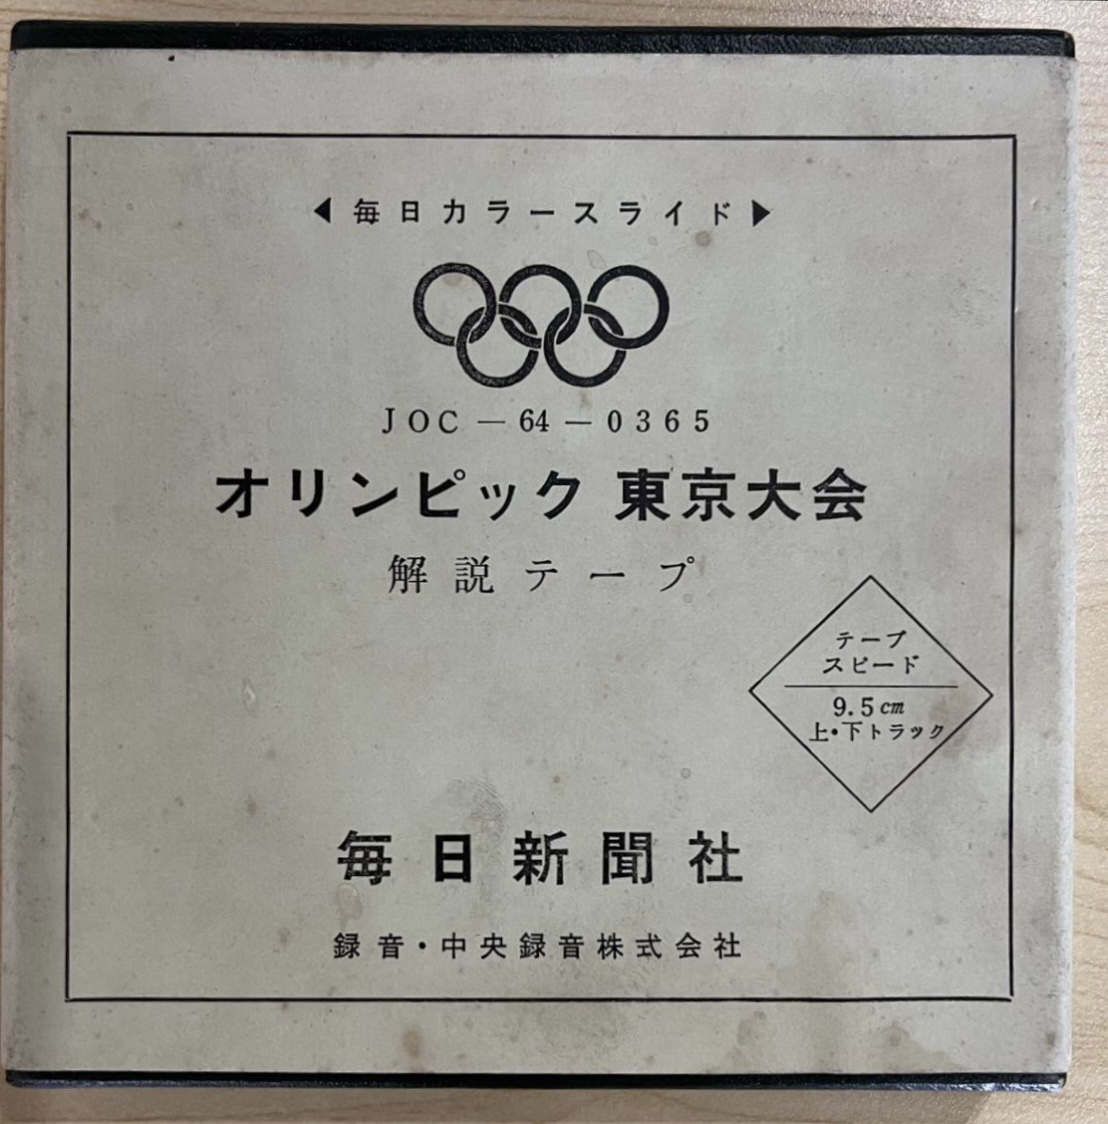 ◀毎日カラースライド▶
JOC－64－0365
オリンピック 東京大会
解説テープ
テープ
スピード
9.5cm
上・下トラック
毎日新聞社
録音・中央録音株式会社